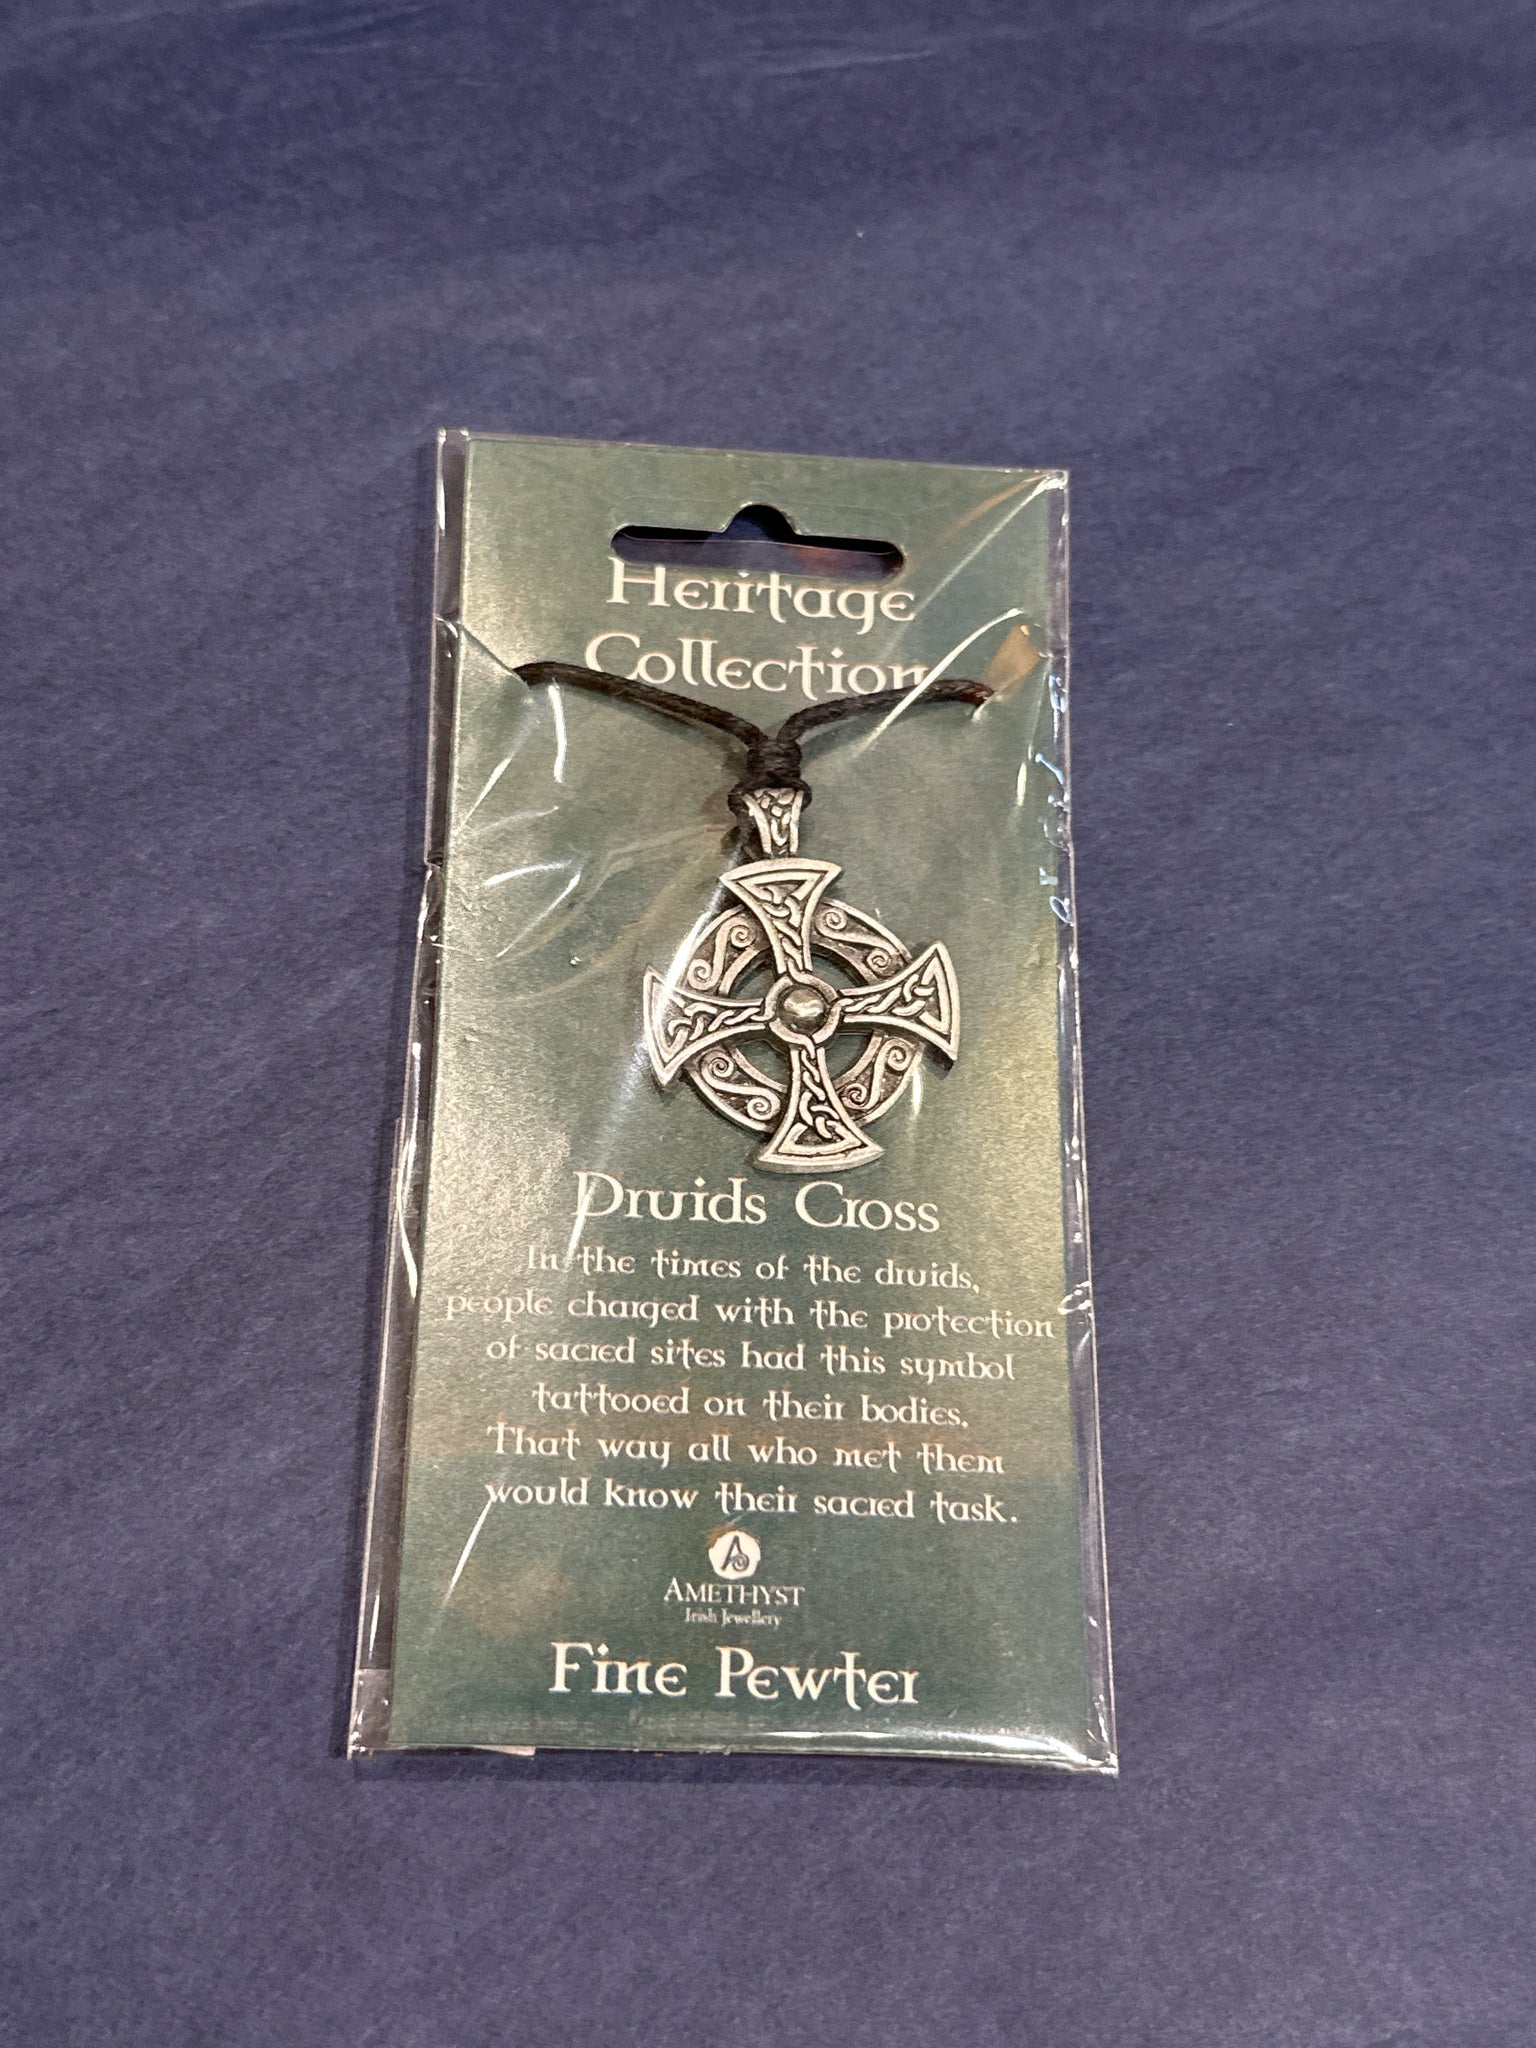 Heritage
Collection
Druids Cross
In the times of the druids,
people charged with the protection
of sacred sites had this symbol
tattooed on their bodies.
That way all who met them
would know their sacred task.
AMETHYST
Irish Jewellery
Fine Pewter